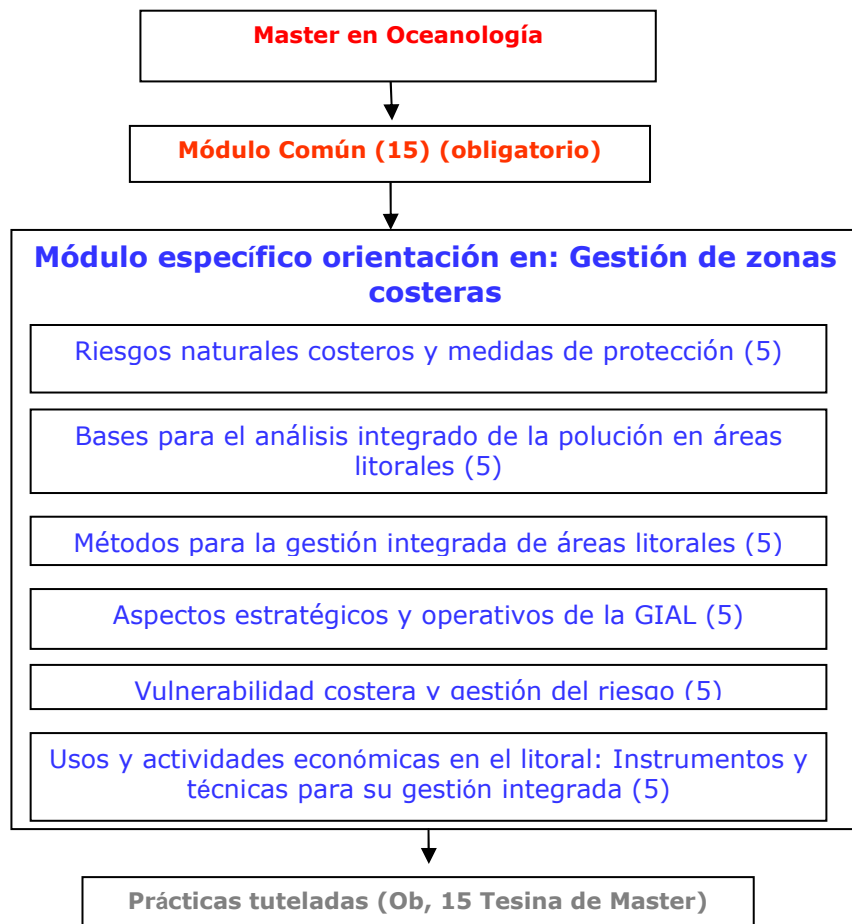 Master en Oceanología
Módulo Común (15) (obligatorio)
Módulo específico orientación en: Gestión de zonas
costeras
Riesgos naturales costeros y medidas de protección (5)
Bases para el análisis integrado de la polución en áreas
litorales (5)
Métodos para la gestión integrada de áreas litorales (5)
Aspectos estratégicos y operativos de la GIAL (5)
Vulnerabilidad costera y gestión del riesgo (5)
Usos y actividades económicas en el litoral: Instrumentos y
técnicas para su gestión integrada (5)
Prácticas tuteladas (Ob, 15 Tesina de Master)